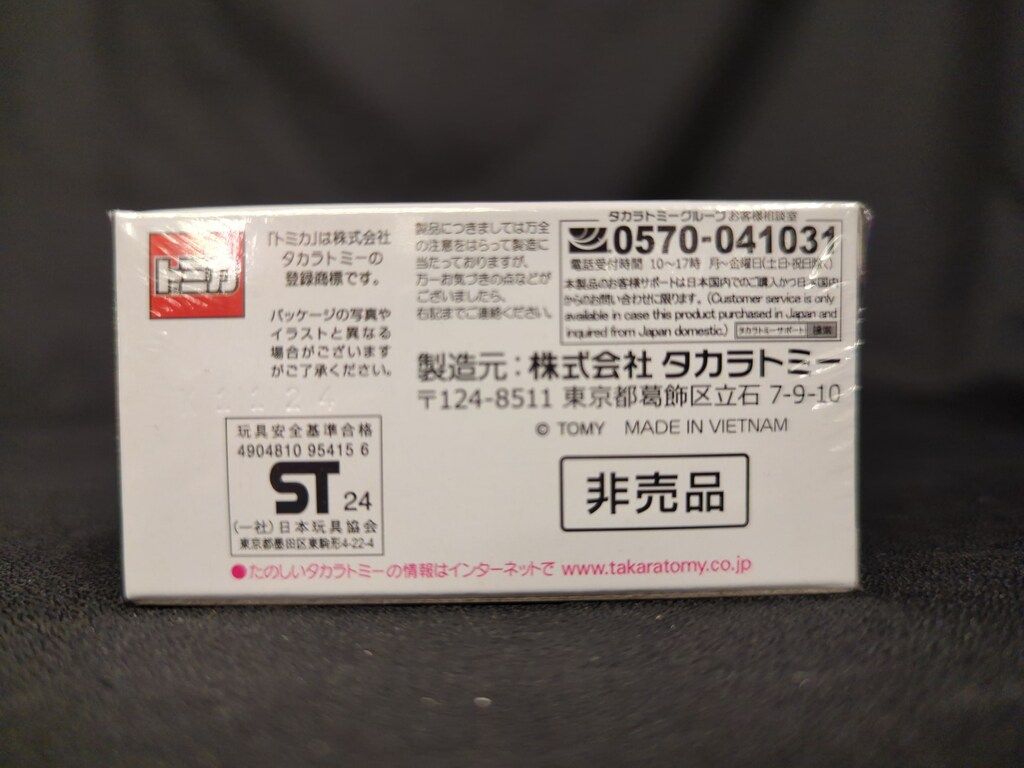 トミカ
「トミカ」は株式会社
タカラトミーの
登録商標です。
パッケージの写真や
イラストと異なる
場合がございます
がご了承ください。
製品につきましては万全
の注意をはらって製造に
当たっておりますが、
万一お気づきの点などが
ございましたら、
右記までご連絡ください。
タカラトミーグループ お客様相談室
0570-041031
電話受付時間 10〜17時 月〜金曜日(土日・祝日除く)
本製品のお客様サポートは日本国内でのご購入かつ日本国内
からのお問い合わせに限ります。(Customer service is only
available in case this product purchased in Japan and
inquired from Japan domestic.) タカラトミーサポート 検索
製造元:株式会社 タカラトミー
〒124-8511 東京都葛飾区立石 7-9-10
© TOMY MADE IN VIETNAM
玩具安全基準合格
4904810 95415 6
ST 24
(一社)日本玩具協会
東京都墨田区東駒形4-22-4
非売品
●たのしいタカラトミーの情報はインターネットで www.takaratomy.co.jp